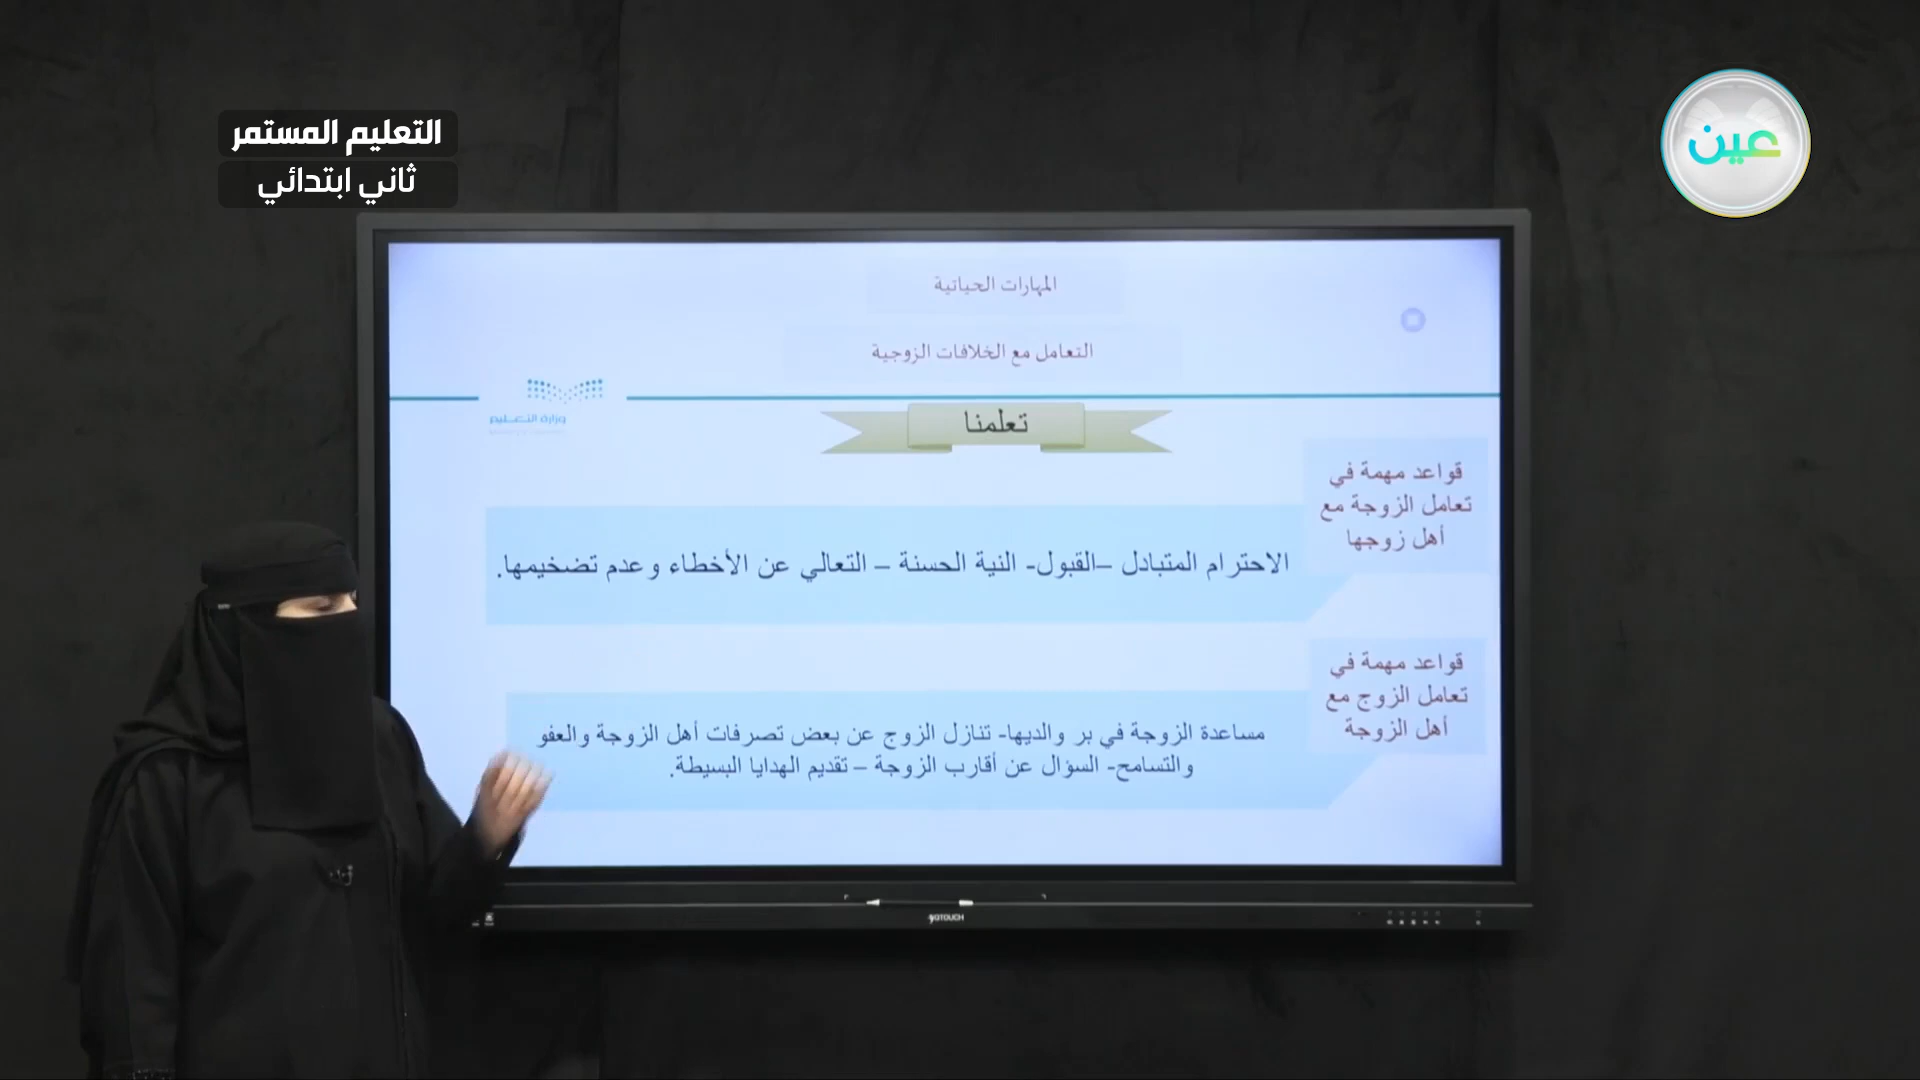 التعليم المستمر
ثاني ابتدائي
عين
المهارات الحياتية
التعامل مع الخلافات الزوجية
وزارة التعليم
تعلمنا
قواعد مهمة في
تعامل الزوجة مع
أهل زوجها
الاحترام المتبادل –القبول- النية الحسنة – التعالي عن الأخطاء وعدم تضخيمها.
قواعد مهمة في
تعامل الزوج مع
أهل الزوجة
مساعدة الزوجة في بر والديها- تنازل الزوج عن بعض تصرفات أهل الزوجة والعفو
والتسامح- السؤال عن أقارب الزوجة – تقديم الهدايا البسيطة.